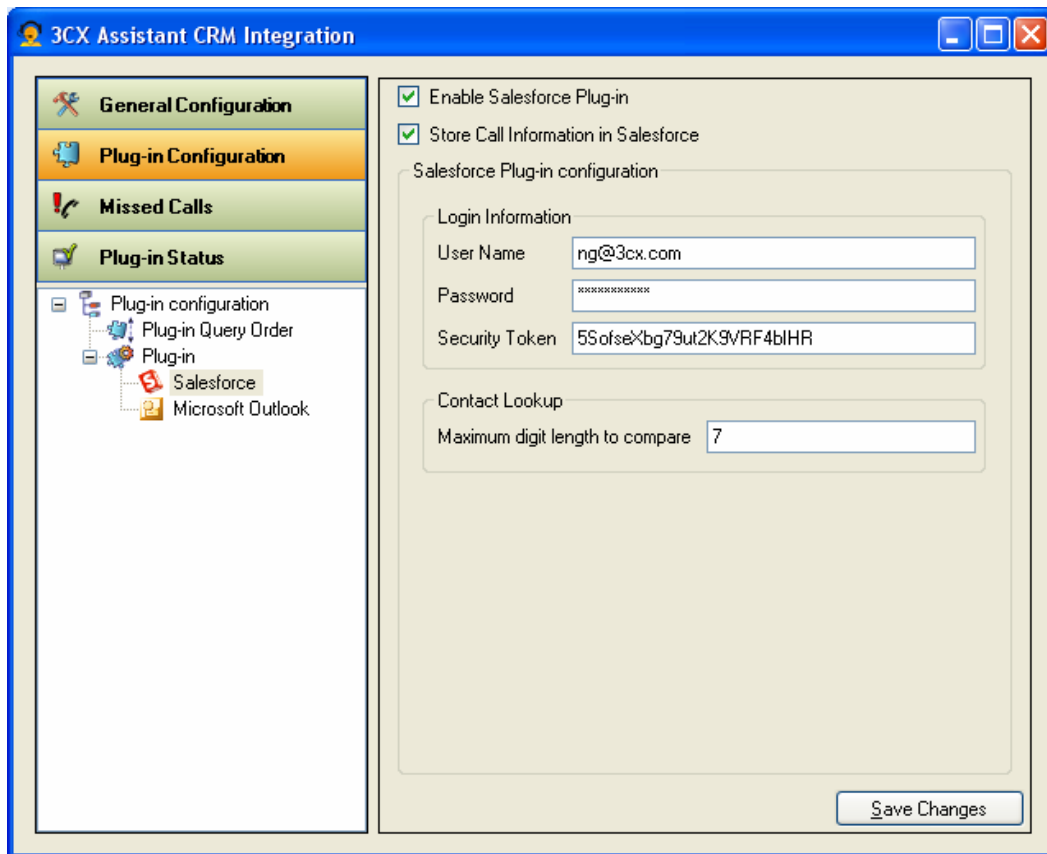 3CX Assistant CRM Integration
General Configuration
Plug-in Configuration
Missed Calls
Plug-in Status
Plug-in configuration
Plug-in Query Order
Plug-in
Salesforce
Microsoft Outlook
Enable Salesforce Plug-in
Store Call Information in Salesforce
Salesforce Plug-in configuration
Login Information
User Name ng@3cx.com
Password ***********
Security Token 5SofseXbg79ut2K9VRF4bIHR
Contact Lookup
Maximum digit length to compare 7
Save Changes